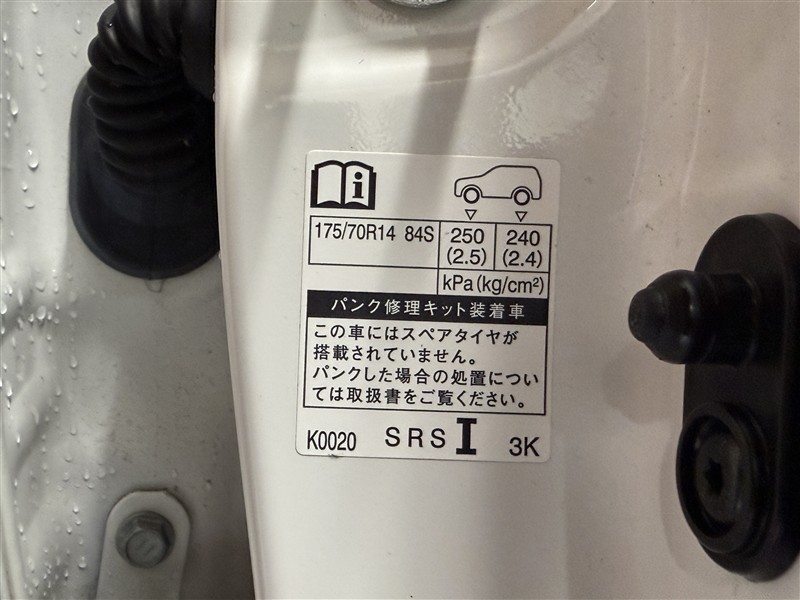 175/70R14 84S 250 240
(2.5) (2.4)
kPa(kg/cm²)
パンク修理キット装着車
この車にはスペアタイヤが
搭載されていません。
パンクした場合の処置につい
ては取扱書をご覧ください。
K0020 SRS I 3K